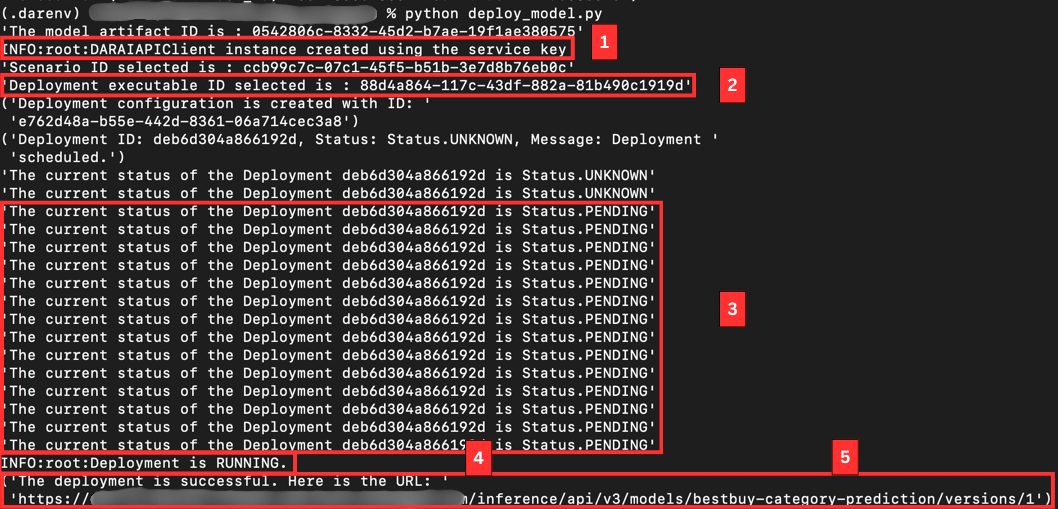 (.darenv) % python deploy_model.py
'The model artifact ID is : 0542806c-8332-45d2-b7ae-19f1ae380575'
INFO:root:DARAIAPIClient instance created using the service key
1
'Scenario ID selected is : ccb99c7c-07c1-45f5-b51b-3e7d8b76eb0c'
'Deployment executable ID selected is : 88d4a864-117c-43df-882a-81b490c1919d'
2
('Deployment configuration is created with ID: '
'e762d48a-b55e-442d-8361-06a714cec3a8')
('Deployment ID: deb6d304a866192d, Status: Status.UNKNOWN, Message: Deployment '
'scheduled.')
'The current status of the Deployment deb6d304a866192d is Status.UNKNOWN'
'The current status of the Deployment deb6d304a866192d is Status.UNKNOWN'
'The current status of the Deployment deb6d304a866192d is Status.PENDING'
'The current status of the Deployment deb6d304a866192d is Status.PENDING'
'The current status of the Deployment deb6d304a866192d is Status.PENDING'
'The current status of the Deployment deb6d304a866192d is Status.PENDING'
'The current status of the Deployment deb6d304a866192d is Status.PENDING'
'The current status of the Deployment deb6d304a866192d is Status.PENDING'
3
'The current status of the Deployment deb6d304a866192d is Status.PENDING'
'The current status of the Deployment deb6d304a866192d is Status.PENDING'
'The current status of the Deployment deb6d304a866192d is Status.PENDING'
'The current status of the Deployment deb6d304a866192d is Status.PENDING'
'The current status of the Deployment deb6d304a866192d is Status.PENDING'
'The current status of the Deployment deb6d304a866192d is Status.PENDING'
'The current status of the Deployment deb6d304a866192d is Status.PENDING'
'The current status of the Deployment deb6d304a866192d is Status.PENDING'
INFO:root:Deployment is RUNNING.
4
5
('The deployment is successful. Here is the URL: '
'https:// /inference/api/v3/models/bestbuy-category-prediction/versions/1')